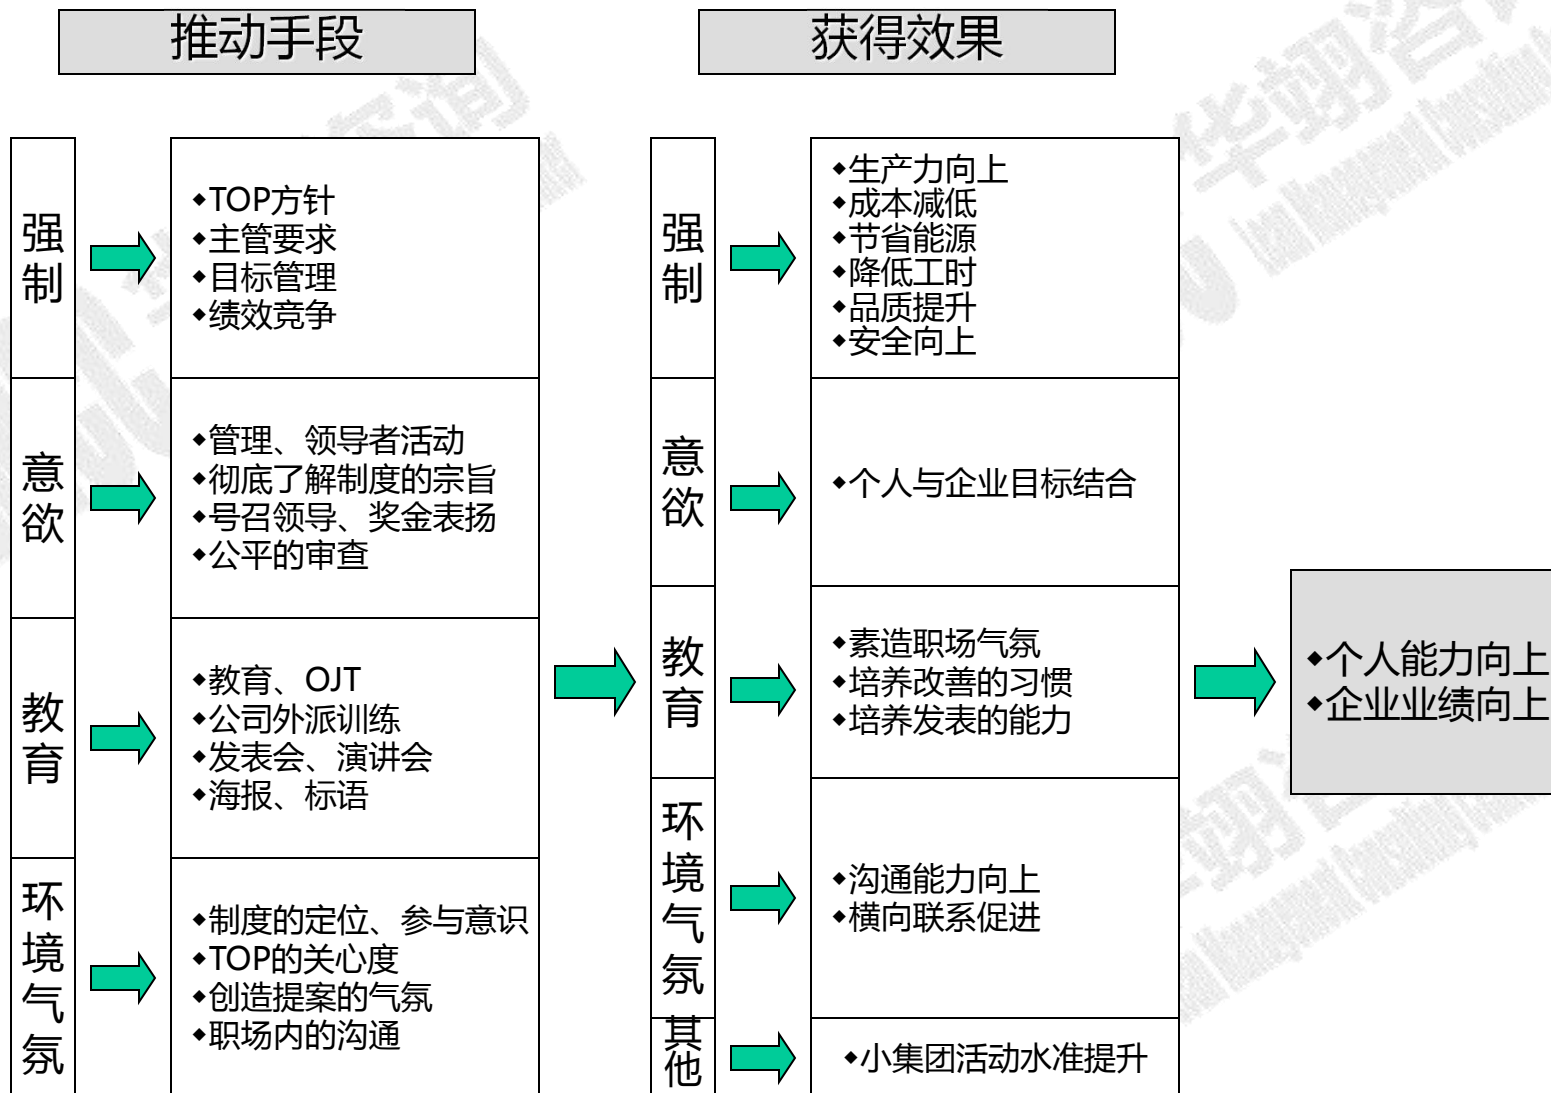 推动手段
获得效果
强制
◆TOP方针
◆主管要求
◆目标管理
◆绩效竞争
意欲
◆管理、领导者活动
◆彻底了解制度的宗旨
◆号召领导、奖金表扬
◆公平的审查
教育
◆教育、OJT
◆公司外派训练
◆发表会、演讲会
◆海报、标语
环境气氛
◆制度的定位、参与意识
◆TOP的关心度
◆创造提案的气氛
◆职场内的沟通
强制
◆生产力向上
◆成本减低
◆节省能源
◆降低工时
◆品质提升
◆安全向上
意欲
◆个人与企业目标结合
教育
◆素造职场气氛
◆培养改善的习惯
◆培养发表的能力
环境气氛
◆沟通能力向上
◆横向联系促进
其他
◆小集团活动水准提升
◆个人能力向上
◆企业业绩向上